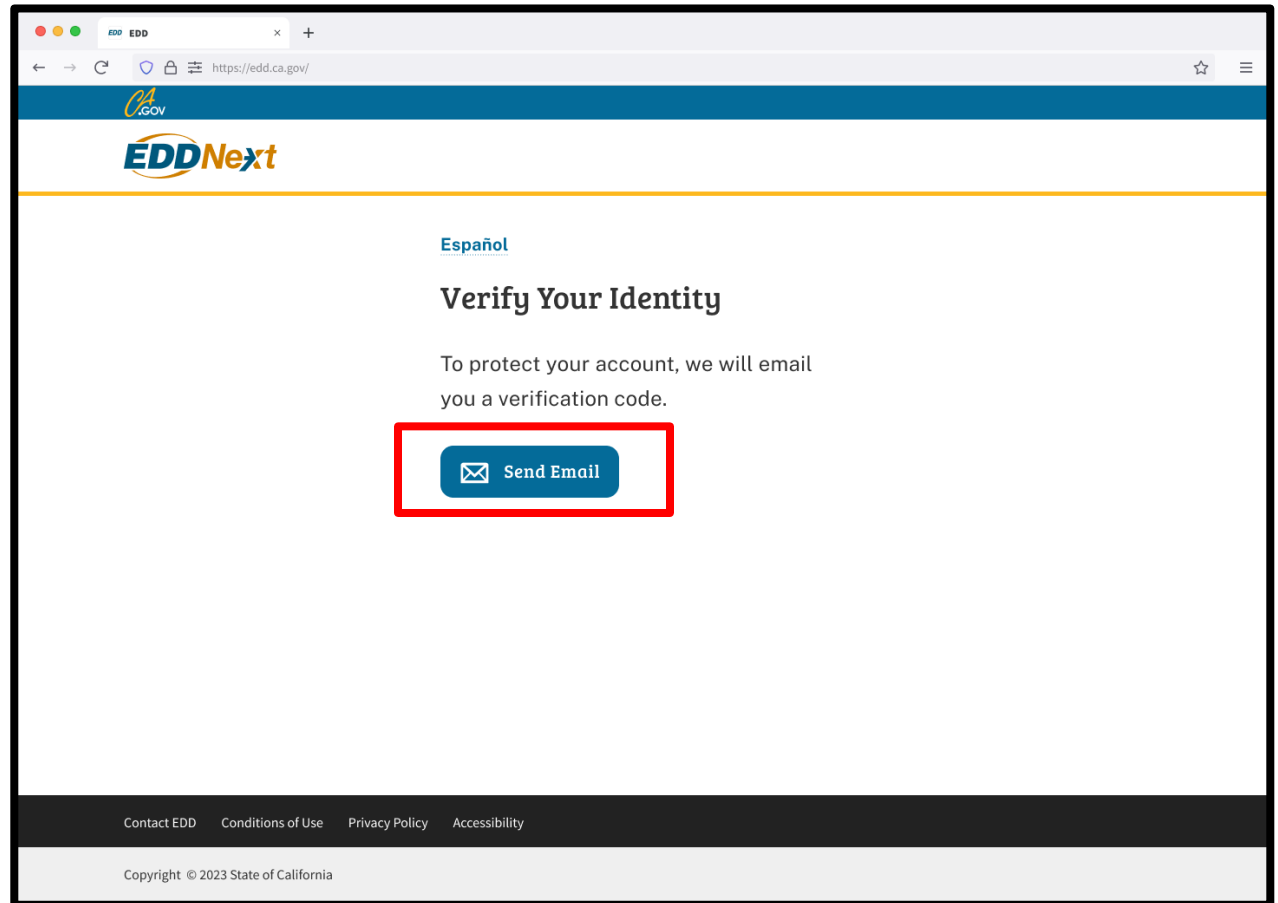 EDD EDD
https://edd.ca.gov/
CA.GOV
EDDNext
Español
Verify Your Identity
To protect your account, we will email
you a verification code.
Send Email
Contact EDD Conditions of Use Privacy Policy Accessibility
Copyright © 2023 State of California